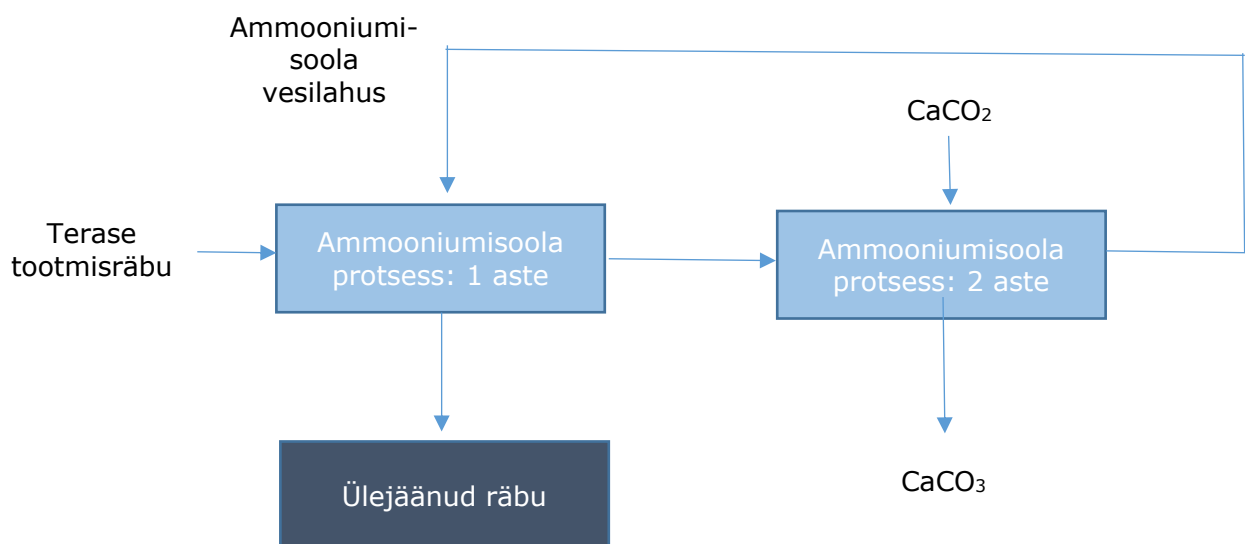 Ammooniumi-
soola
vesilahus
CaCO₂
Terase
tootmisräbu
Ammooniumisoola
protsess: 1 aste
Ammooniumisoola
protsess: 2 aste
Ülejäänud räbu
CaCO₃